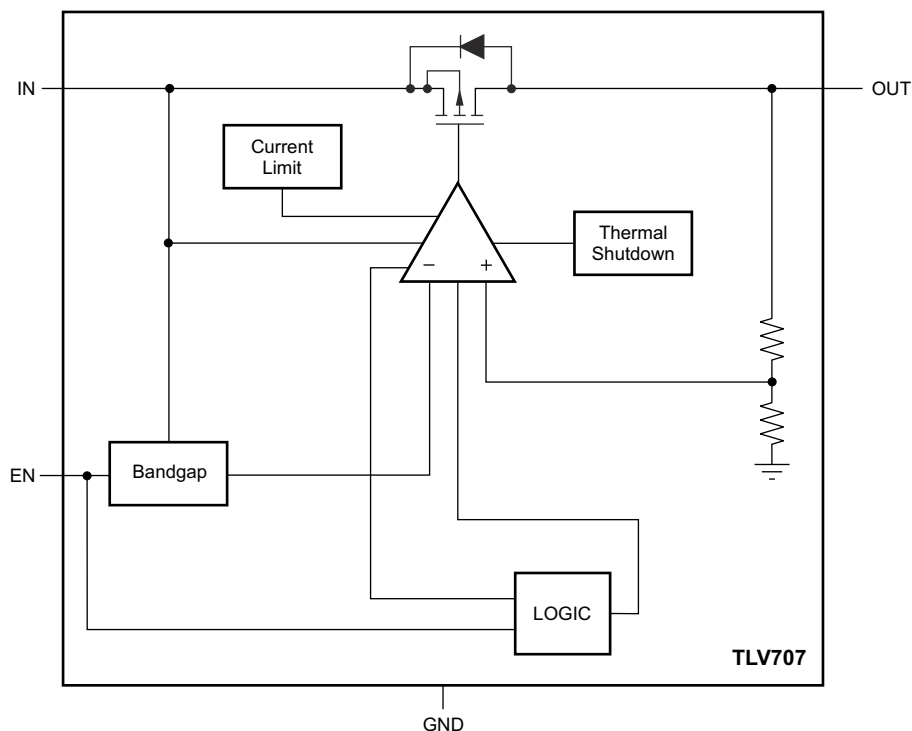 IN
OUT
Current
Limit
Thermal
Shutdown
−
+
EN
Bandgap
LOGIC
TLV707
GND